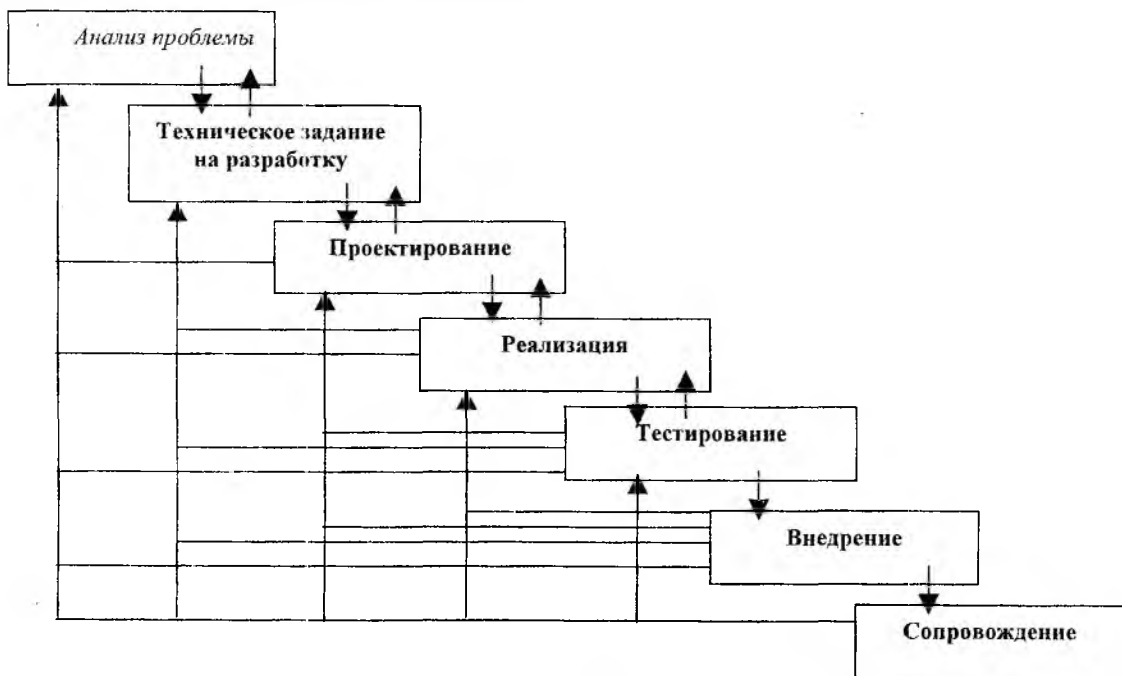 Анализ проблемы
Техническое задание
на разработку
Проектирование
Реализация
Тестирование
Внедрение
Сопровождение